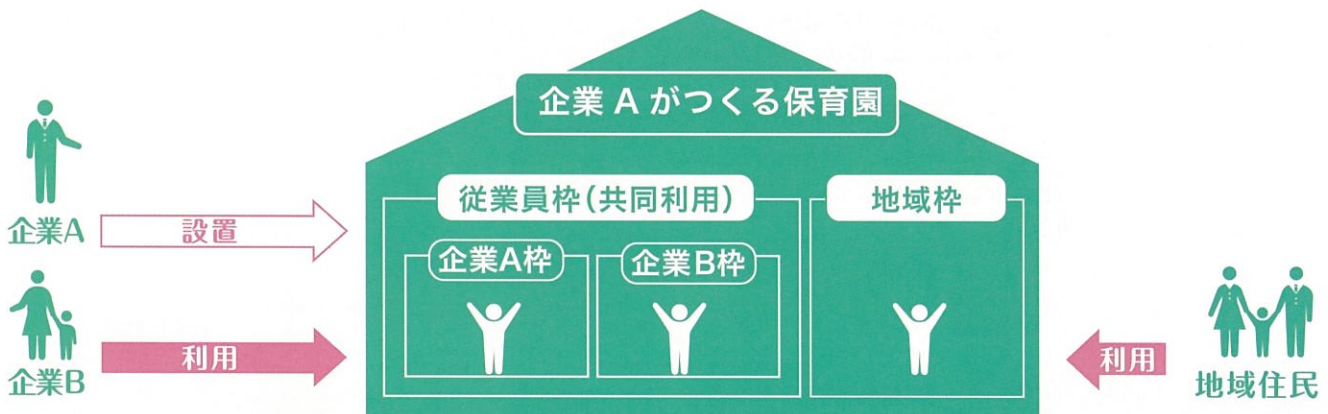 企業Aがつくる保育園
従業員枠(共同利用)
地域枠
企業A枠
企業B枠
企業A
設置
企業B
利用
利用
地域住民